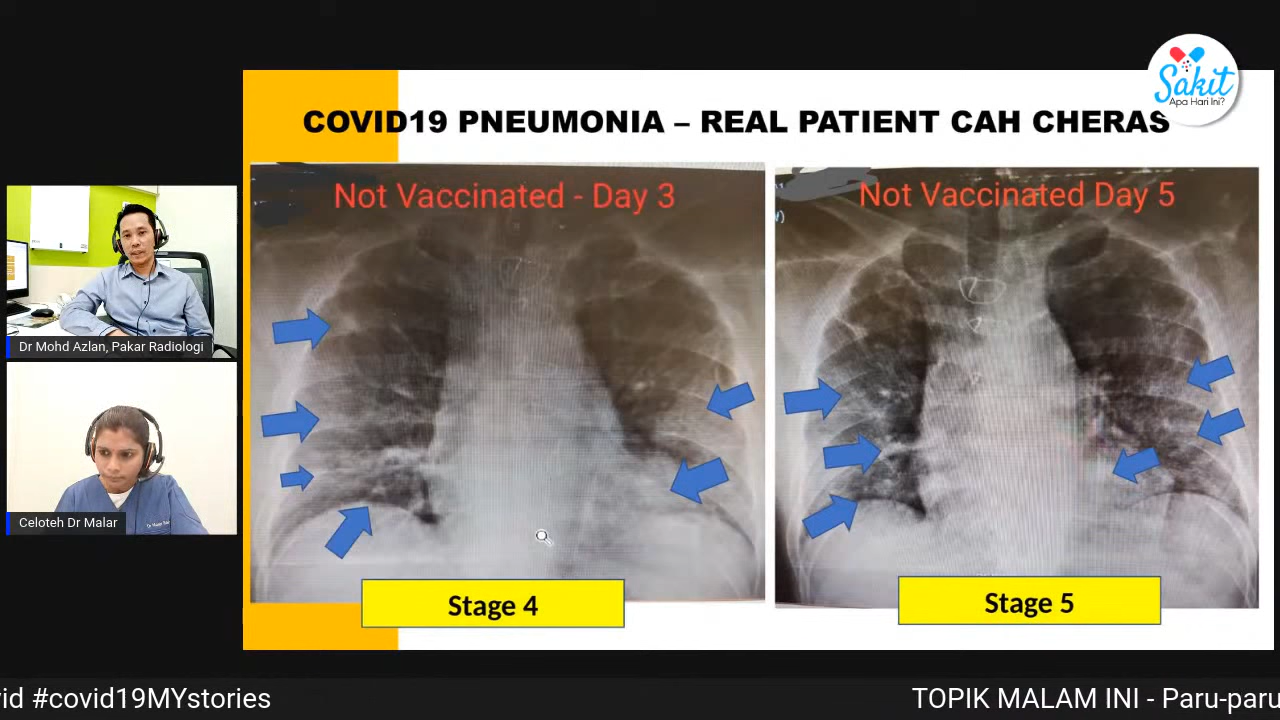 Sakit
Apa Hari Ini?
COVID19 PNEUMONIA – REAL PATIENT CAH CHERAS
Not Vaccinated - Day 3
Not Vaccinated Day 5
Dr Mohd Azlan, Pakar Radiologi
Celoteh Dr Malar
Stage 4
Stage 5
vid #covid19MYstories
TOPIK MALAM INI - Paru-paru